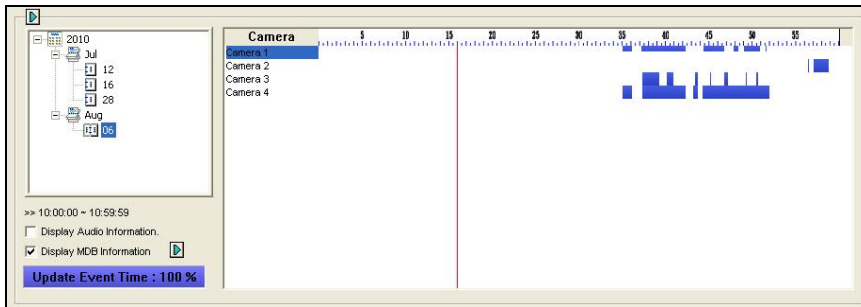 2010
Jul
12
16
28
Aug
06
>> 10:00:00 ~ 10:59:59
Display Audio Information.
Display MDB Information
Update Event Time : 100 %
Camera 5 10 15 20 25 30 35 40 45 50 55
Camera 1
Camera 2
Camera 3
Camera 4